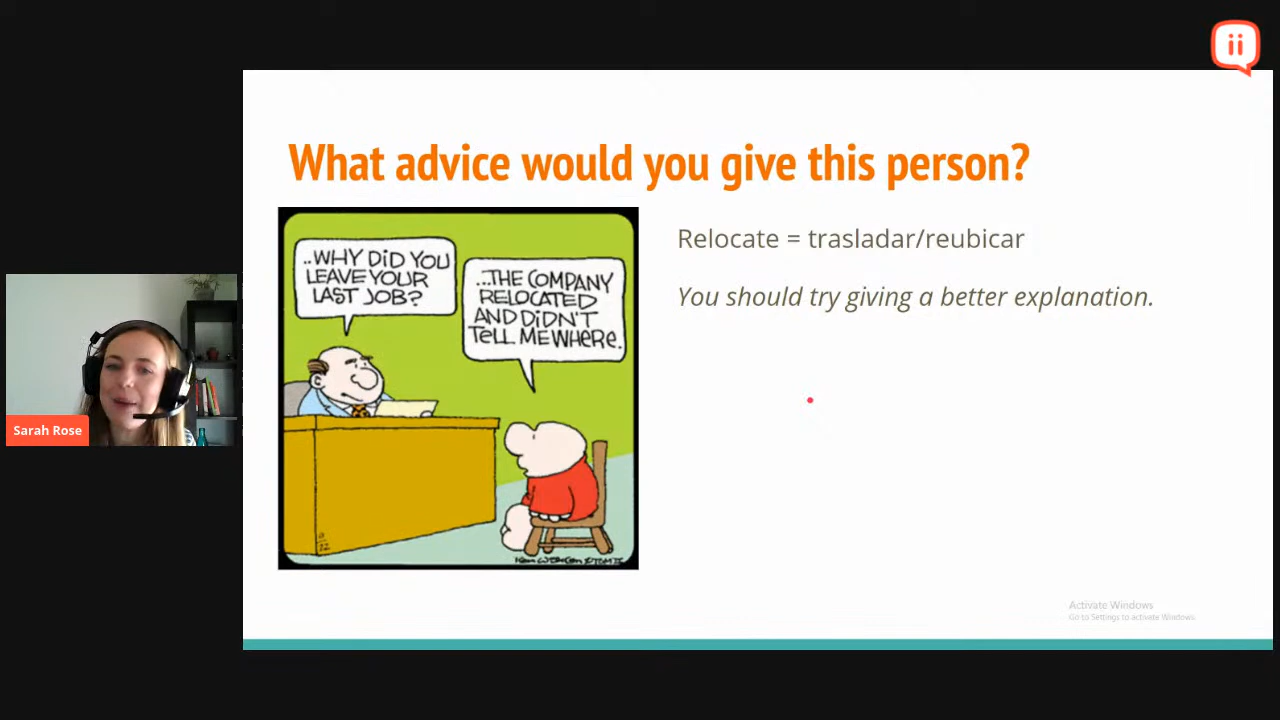 What advice would you give this person?
..WHY DiD YOU
LEAVE YOUR
LAST JOB?
...THE COMPANY
RELOCATED
AND DiDN'T
TeLL ME WHeRe.
Relocate = trasladar/reubicar
You should try giving a better explanation.
Sarah Rose
Activate Windows
Go to Settings to activate Windows.